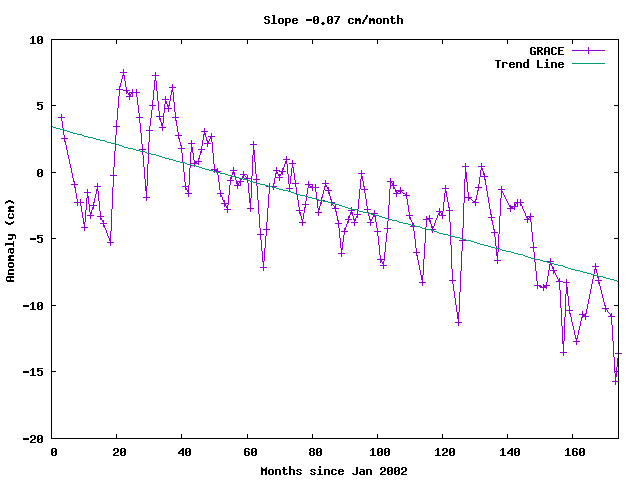 Slope -0.07 cm/month
GRACE
Trend Line
10
5
0
-5
-10
-15
-20
Anomaly (cm)
0 20 40 60 80 100 120 140 160
Months since Jan 2002